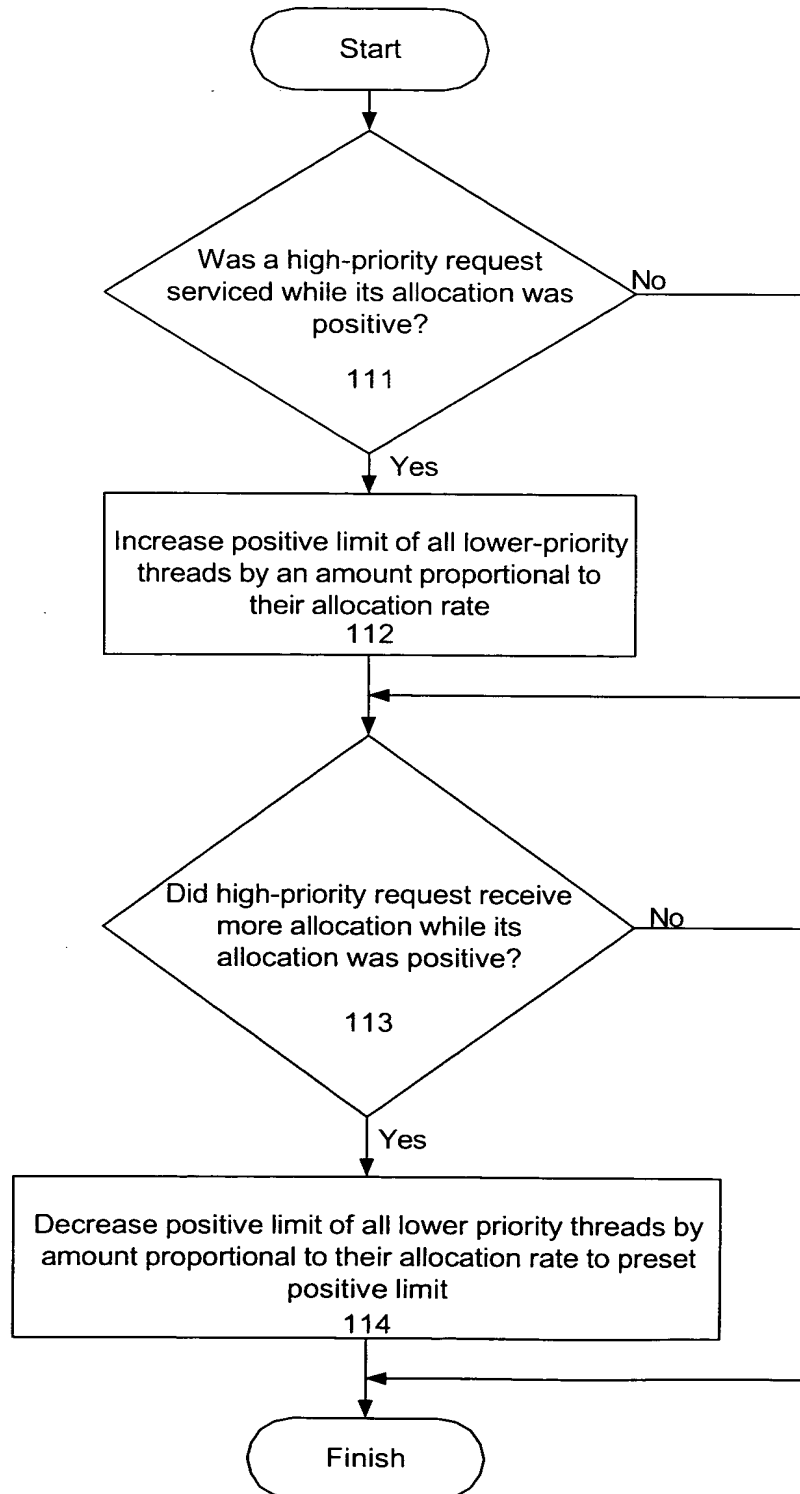 Start
Was a high-priority request
serviced while its allocation was
positive?
111
No
Yes
Increase positive limit of all lower-priority
threads by an amount proportional to
their allocation rate
112
Did high-priority request receive
more allocation while its
allocation was positive?
113
No
Yes
Decrease positive limit of all lower priority threads by
amount proportional to their allocation rate to preset
positive limit
114
Finish